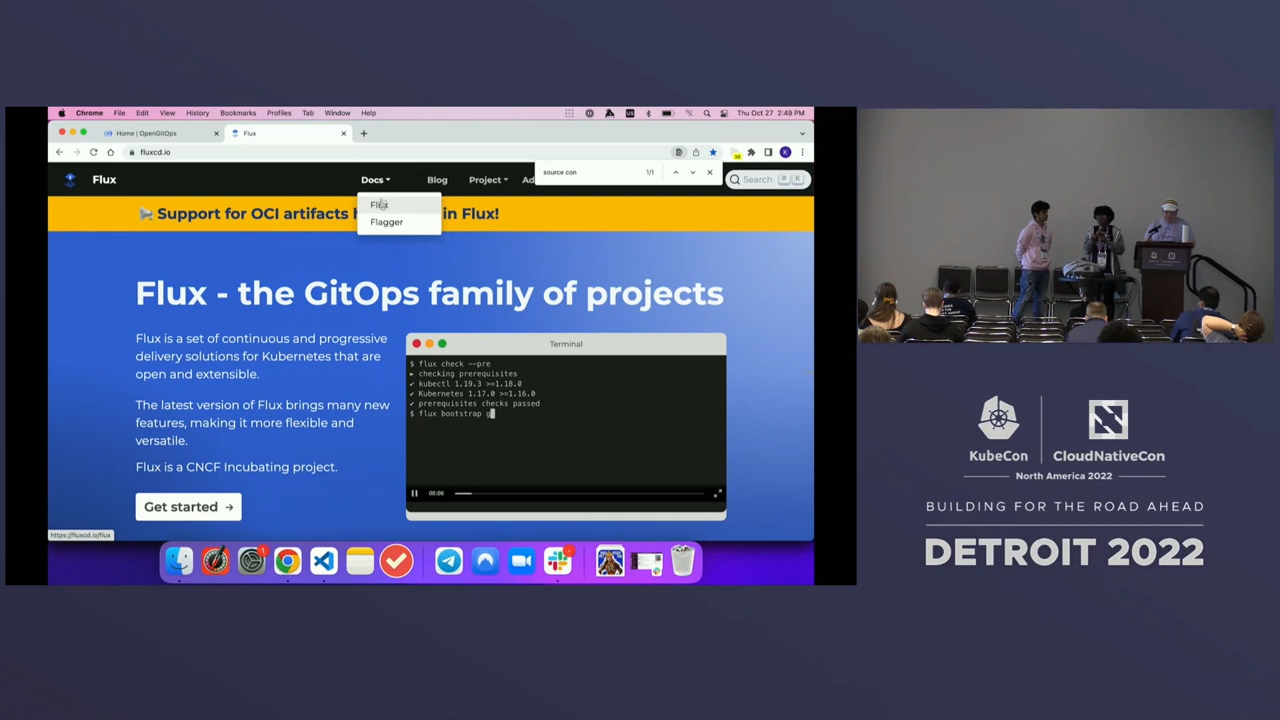 Chrome File Edit View History Bookmarks Profiles Tab Window Help
Thu Oct 27 2:49 PM
Home | OpenGitOps
Flux
fluxcd.io
source con 1/1
Flux
Docs
Blog
Project
Ad
Search
K
Flux
Flagger
Support for OCI artifacts h
in Flux!
Flux - the GitOps family of projects
Flux is a set of continuous and progressive
delivery solutions for Kubernetes that are
open and extensible.
The latest version of Flux brings many new
features, making it more flexible and
versatile.
Flux is a CNCF Incubating project.
Get started →
Terminal
$ flux check --pre
► checking prerequisites
✔ kubectl 1.19.3 >=1.18.0
✔ Kubernetes 1.17.0 >=1.16.0
✔ prerequisites checks passed
$ flux bootstrap g
00:06
https://fluxcd.io/flux
KubeCon
CloudNativeCon
North America 2022
BUILDING FOR THE ROAD AHEAD
DETROIT 2022